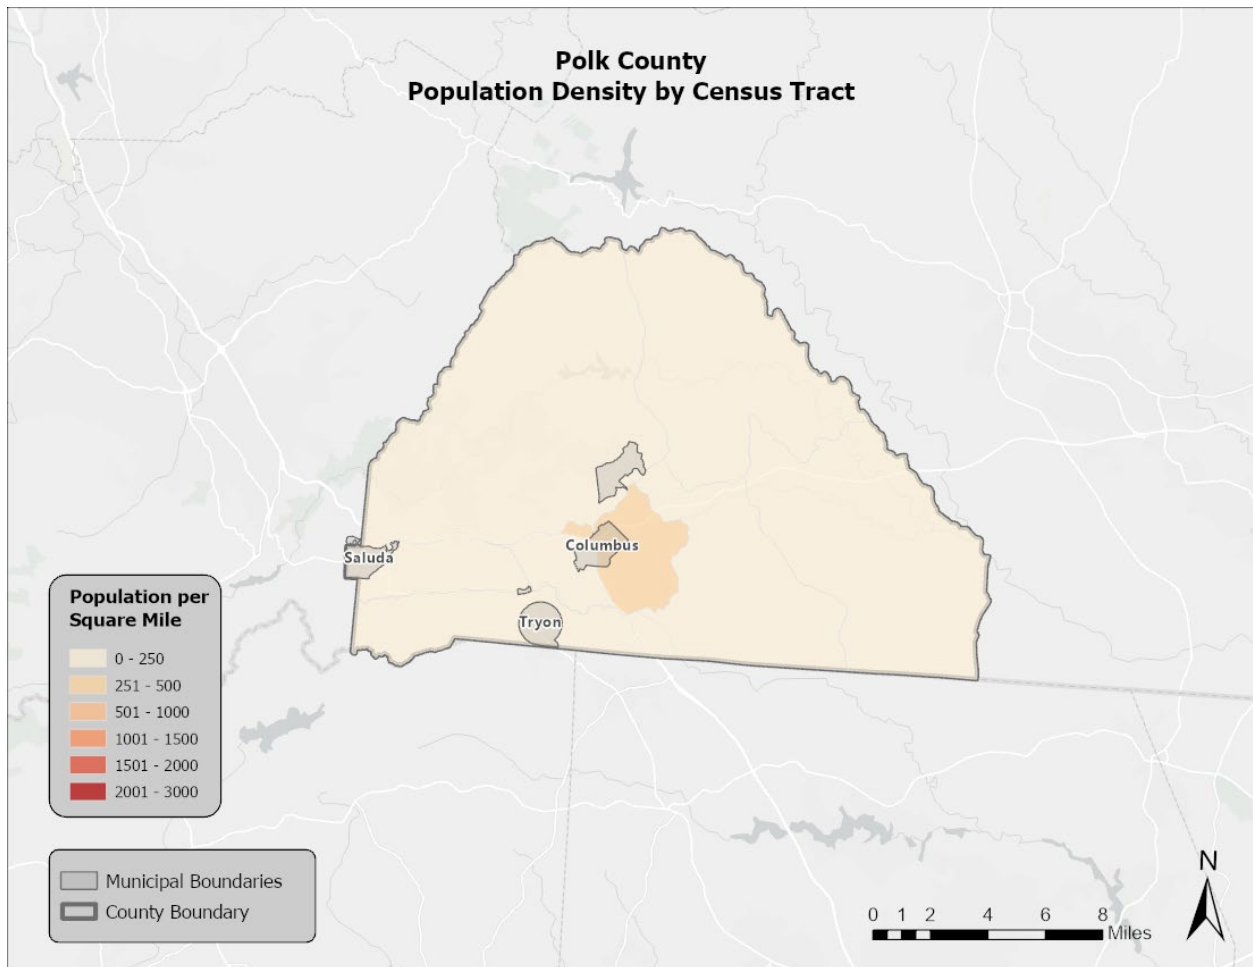 Polk County
Population Density by Census Tract
Columbus
Saluda
Tryon
Population per
Square Mile
0 - 250
251 - 500
501 - 1000
1001 - 1500
1501 - 2000
2001 - 3000
Municipal Boundaries
County Boundary
N
0 1 2 4 6 8
Miles